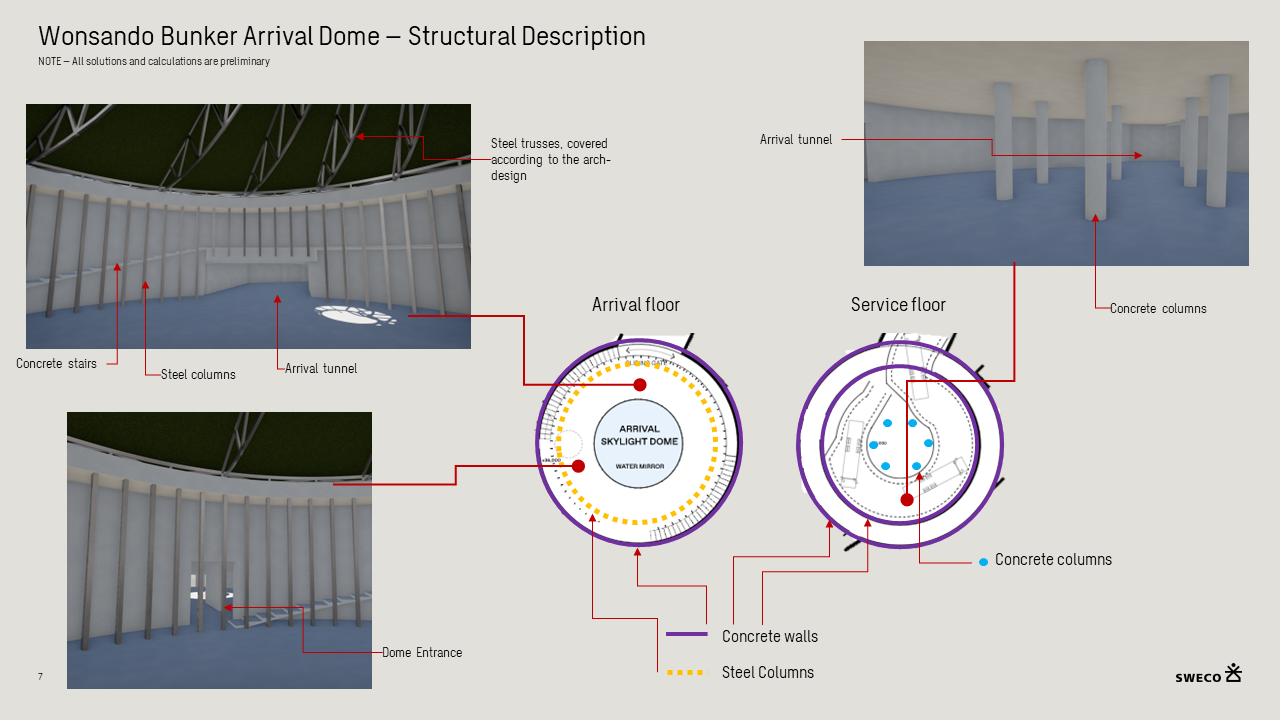 Wonsando Bunker Arrival Dome – Structural Description
NOTE – All solutions and calculations are preliminary
Steel trusses, covered
according to the arch-
design
Arrival tunnel
Concrete columns
Concrete stairs
Steel columns
Arrival tunnel
Arrival floor
Service floor
ARRIVAL
SKYLIGHT DOME
WATER MIRROR
Concrete columns
Dome Entrance
Concrete walls
Steel Columns
7
SWECO